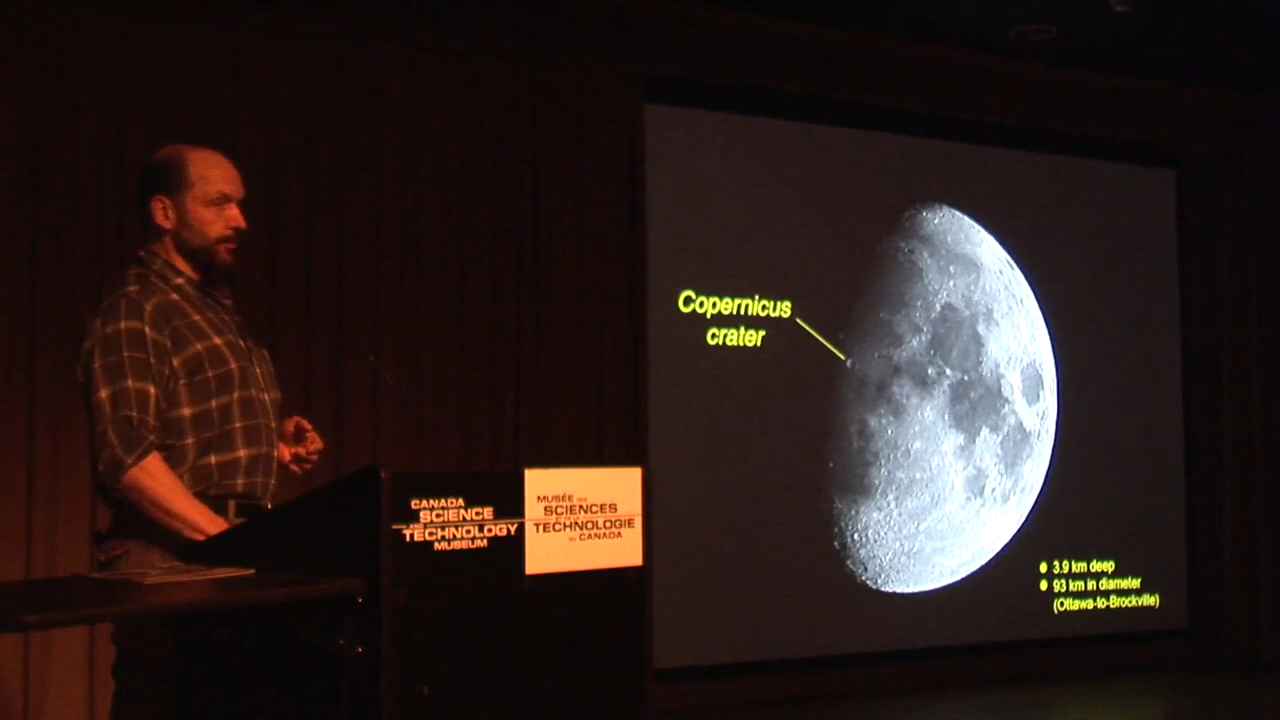 CANADA
SCIENCE
AND
TECHNOLOGY
MUSEUM
MUSÉE DES
SCIENCES
ET DE LA
TECHNOLOGIE
DU CANADA
Copernicus
crater
3.9 km deep
93 km in diameter
(Ottawa-to-Brockville)